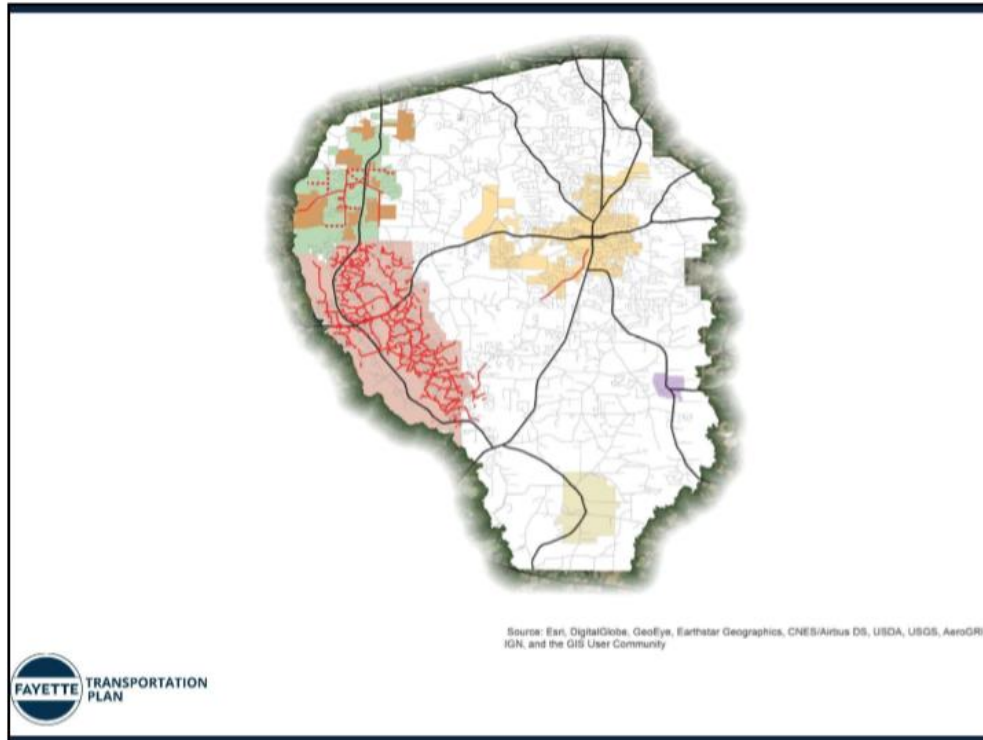 Source: Esri, DigitalGlobe, GeoEye, Earthstar Geographics, CNES/Airbus DS, USDA, USGS, AeroGRI
IGN, and the GIS User Community
FAYETTE
TRANSPORTATION
PLAN